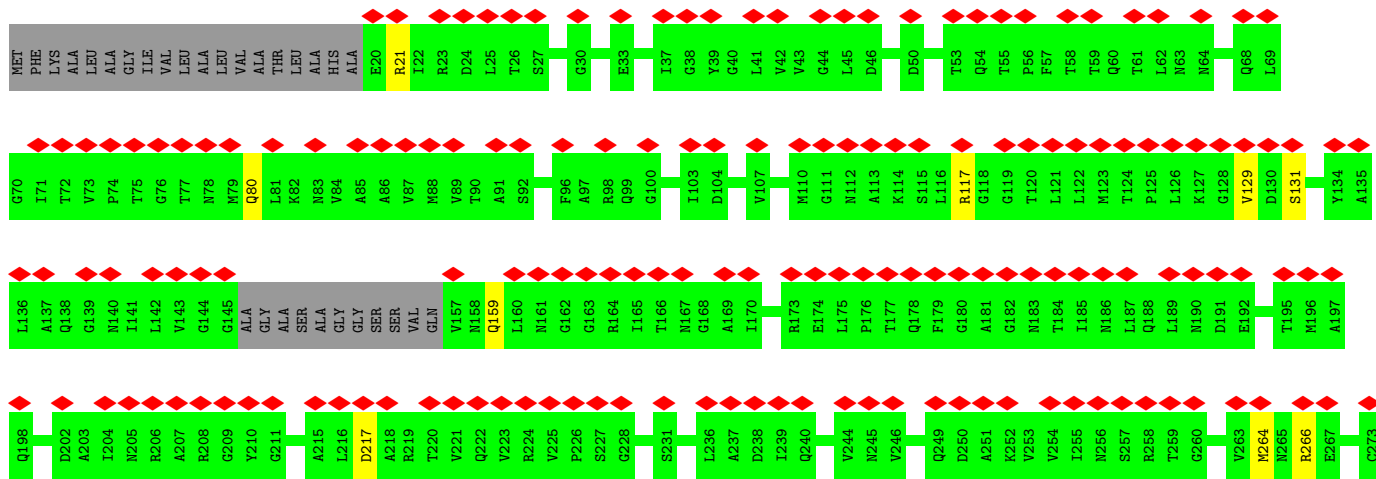 MET PHE LYS ALA LEU ALA GLY ILE VAL LEU ALA LEU VAL ALA THR LEU ALA HIS ALA E20 R21 I22 R23 D24 L25 T26 S27 G30 E33 I37 G38 Y39 G40 L41 V42 V43 G44 L45 D46 D50 T53 Q54 T55 P56 F57 T58 T59 Q60 T61 L62 N63 N64 Q68 L69
G70 I71 T72 V73 P74 T75 G76 T77 N78 M79 Q80 L81 K82 N83 V84 A85 A86 V87 M88 V89 T90 A91 S92 F96 A97 R98 Q99 G100 I103 D104 V107 M110 G111 N112 A113 K114 S115 L116 R117 G118 G119 T120 L121 L122 M123 T124 P125 L126 K127 G128 V129 D130 S131 Y134 A135
L136 A137 Q138 G139 N140 I141 L142 V143 G144 G145 ALA GLY ALA SER ALA GLY GLY SER SER VAL GLN V157 N158 Q159 L160 N161 G162 G163 R164 I165 T166 N167 G168 A169 I170 R173 E174 L175 P176 T177 Q178 F179 G180 A181 G182 N183 T184 I185 N186 L187 Q188 L189 N190 D191 E192 T195 M196 A197
Q198 D202 A203 I204 N205 R206 A207 R208 G209 Y210 G211 A215 L216 D217 A218 R219 T220 V221 Q222 V223 R224 V225 P226 S227 G228 S231 L236 A237 D238 I239 Q240 V244 N245 V246 Q249 D250 A251 K252 V253 V254 I255 N256 S257 R258 T259 G260 V263 M264 N265 R266 E267 C273